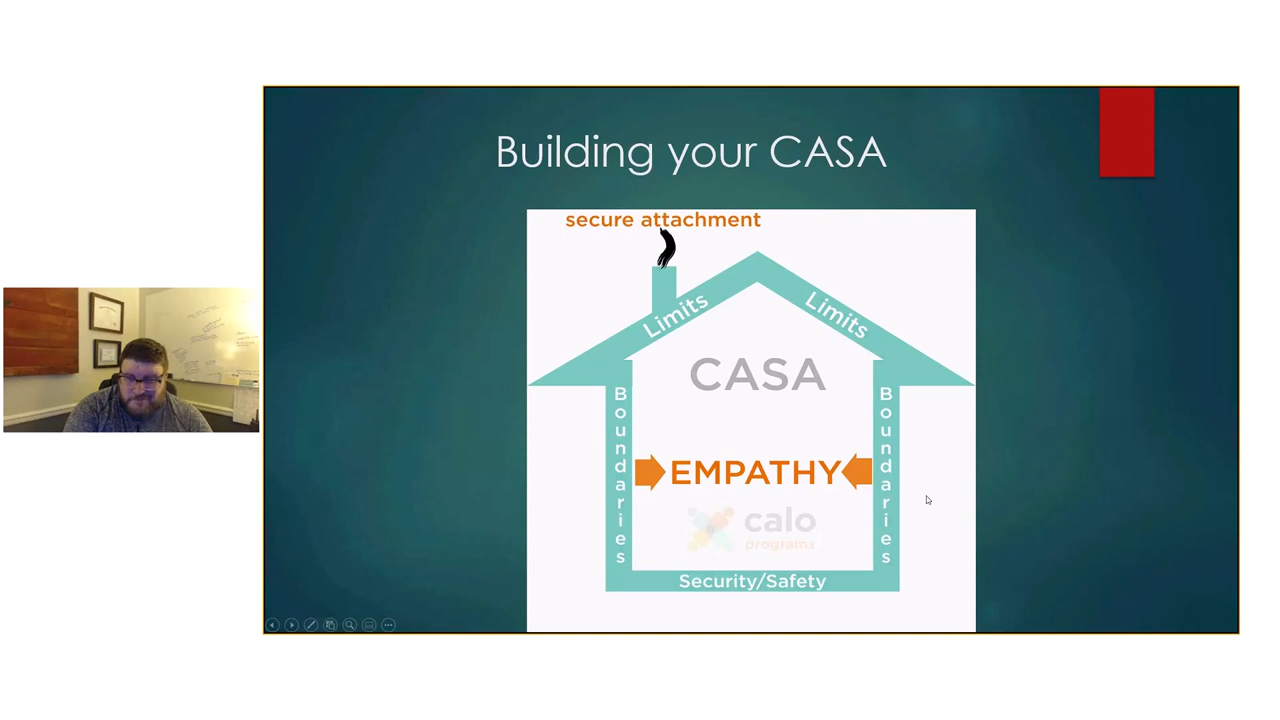 Building your CASA
secure attachment
Limits
Limits
CASA
Boundaries
Boundaries
EMPATHY
calo
programs
Security/Safety